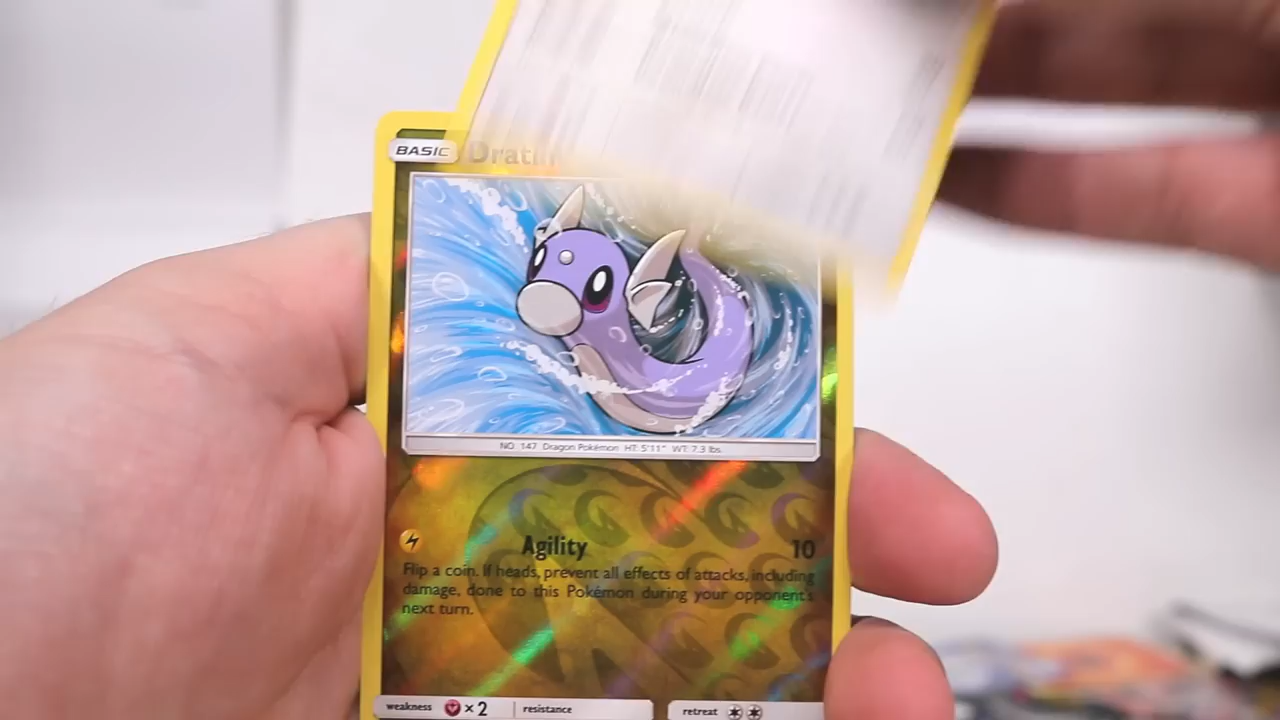 BASIC
NO. 147 Dragon Pokémon HT: 5'11" WT: 7.3 lbs
Agility 10
Flip a coin. If heads, prevent all effects of attacks, including
damage, done to this Pokémon during your opponent's
next turn.
weakness ×2 resistance retreat